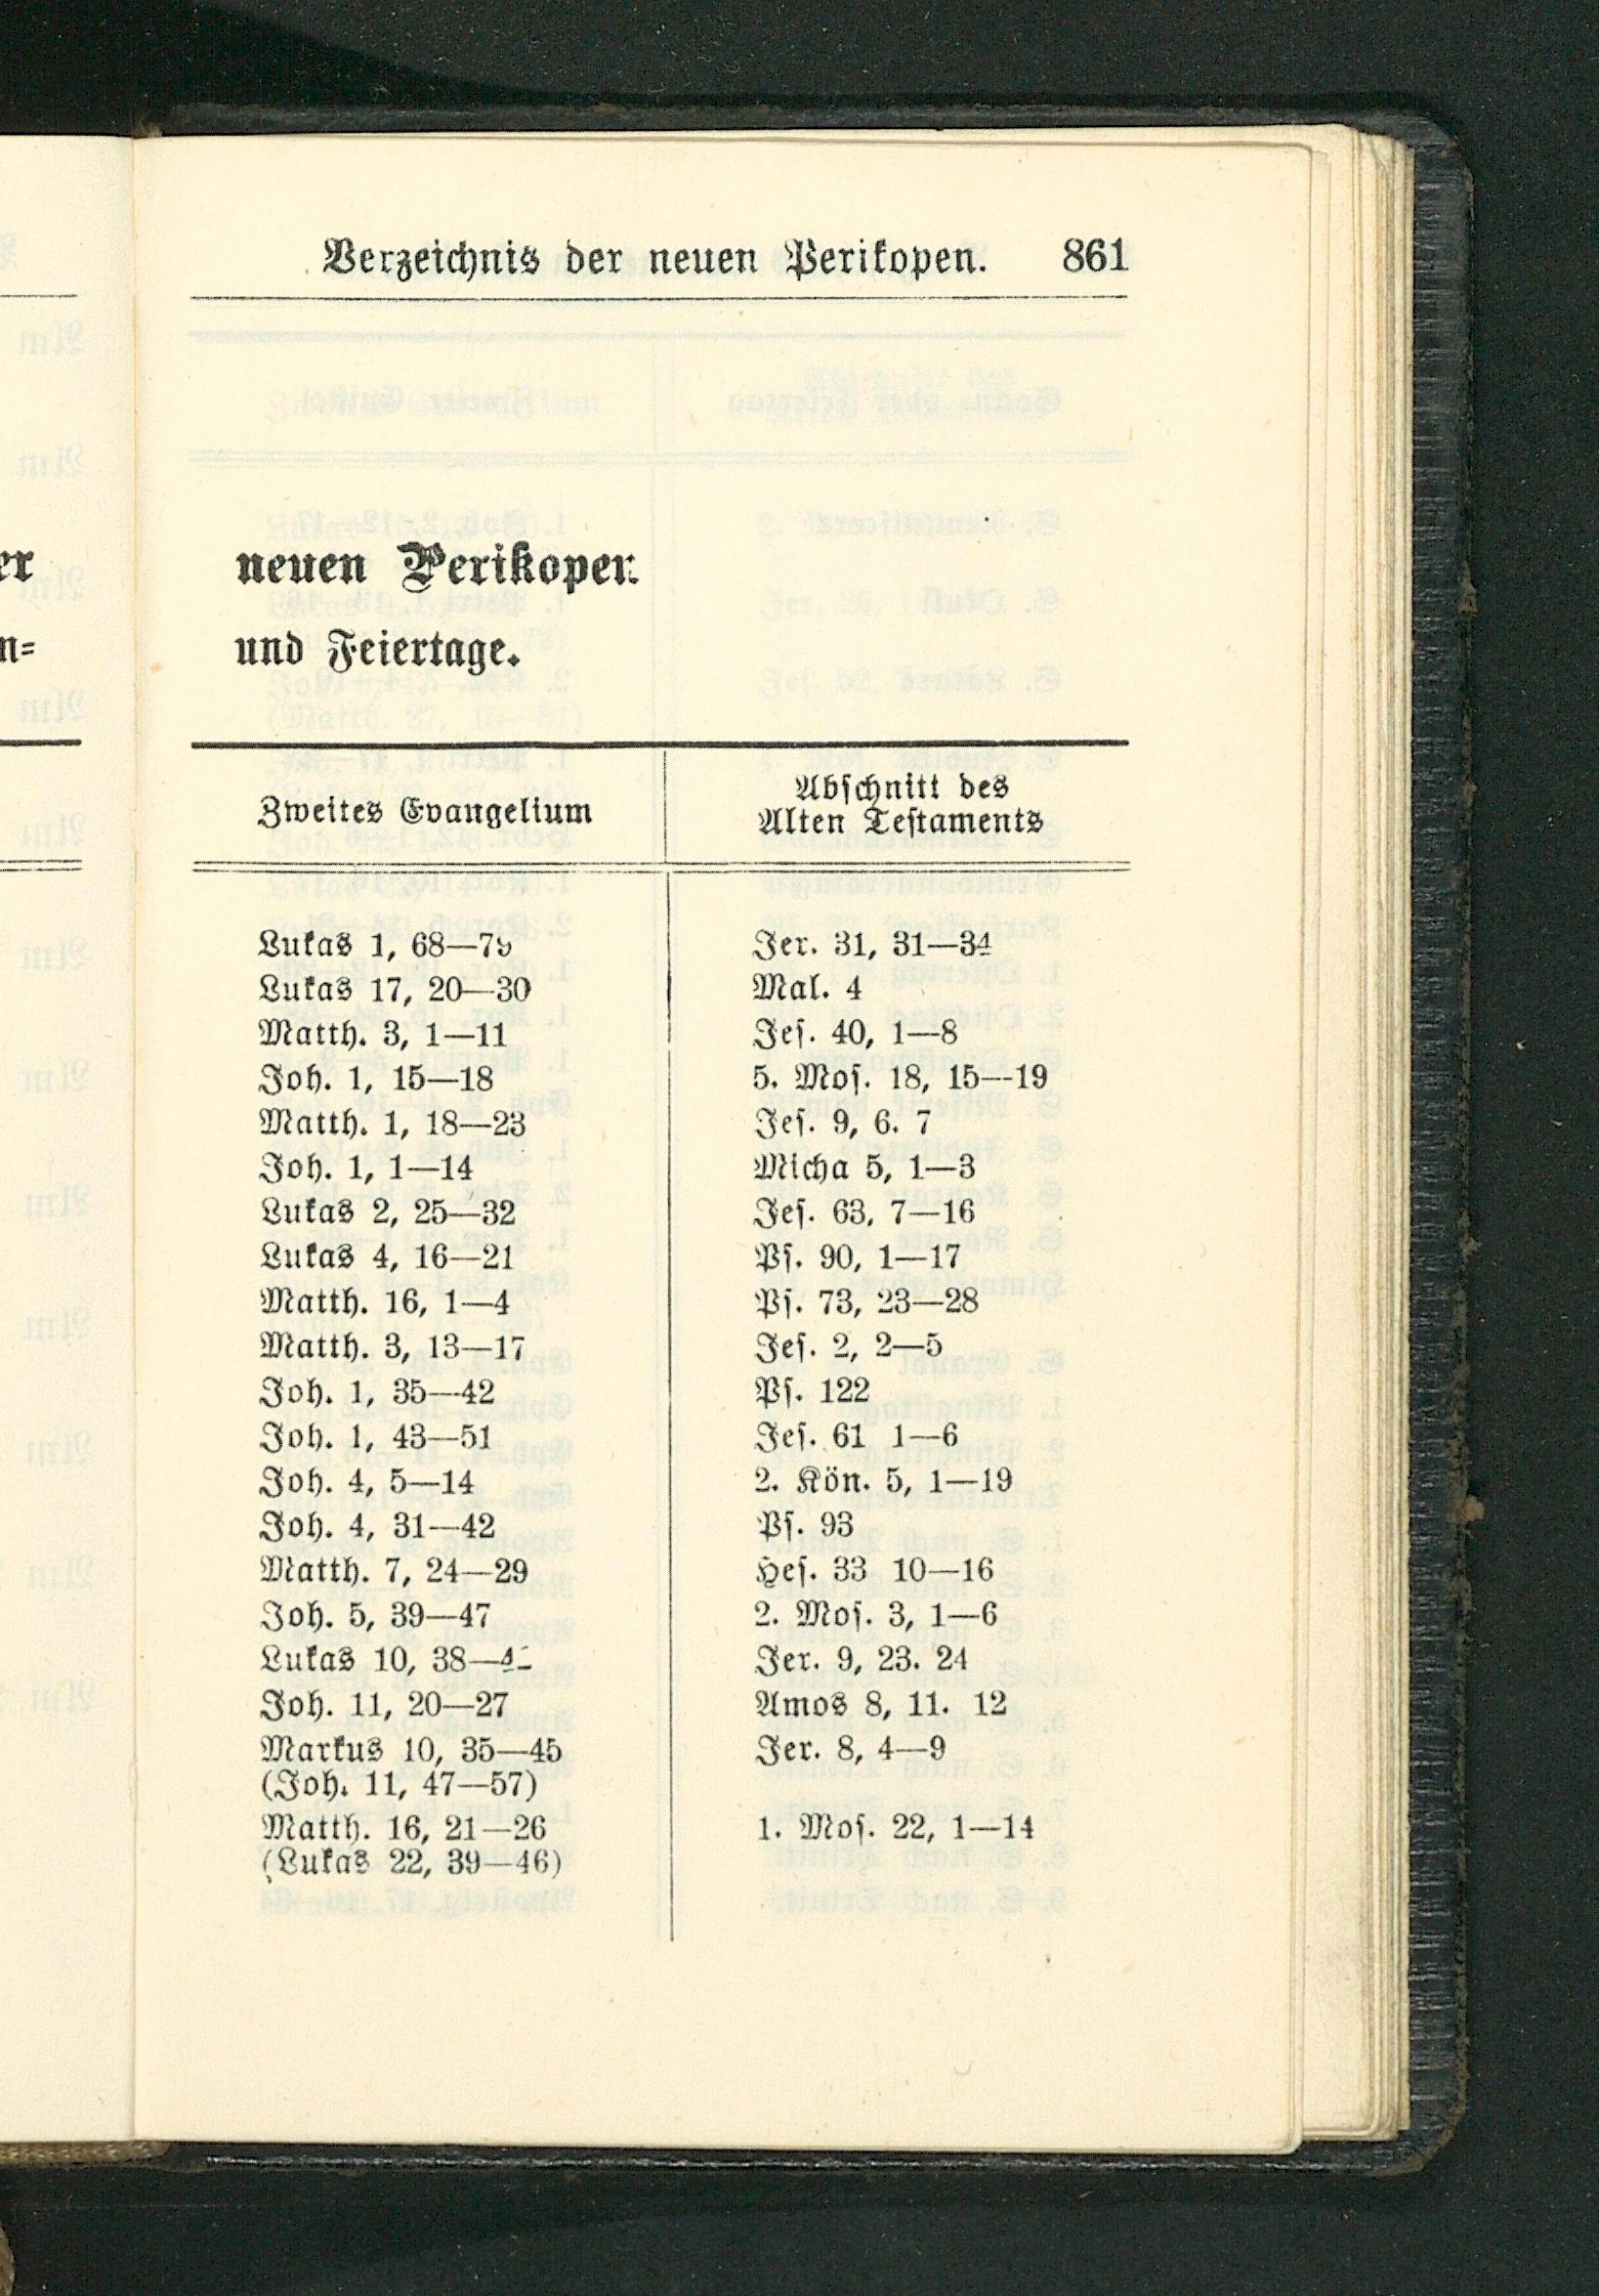 Verzeichnis der neuen Perikopen. 861
er
n=
neuen Perikopen
und Feiertage.
Zweites Evangelium
Abschnitt des
Alten Testaments
Lukas 1, 68—79 Jer. 31, 31—34
Lukas 17, 20—30 Mal. 4
Matth. 3, 1—11 Jes. 40, 1—8
Joh. 1, 15—18 5. Mos. 18, 15—19
Matth. 1, 18—23 Jes. 9, 6. 7
Joh. 1, 1—14 Micha 5, 1—3
Lukas 2, 25—32 Jes. 63, 7—16
Lukas 4, 16—21 Ps. 90, 1—17
Matth. 16, 1—4 Ps. 73, 23—28
Matth. 3, 13—17 Jes. 2, 2—5
Joh. 1, 35—42 Ps. 122
Joh. 1, 43—51 Jes. 61 1—6
Joh. 4, 5—14 2. Kön. 5, 1—19
Joh. 4, 31—42 Ps. 93
Matth. 7, 24—29 Hes. 33 10—16
Joh. 5, 39—47 2. Mos. 3, 1—6
Lukas 10, Jer. 9, 23. 24
Joh. 11, 20—27 Amos 8, 11. 12
Markus 10, 35—45 Jer. 8, 4—9
(Joh. 11, 47—57)
Matth. 16, 21—26 1. Mos. 22, 1—14
(Lukas 22, 39—46)